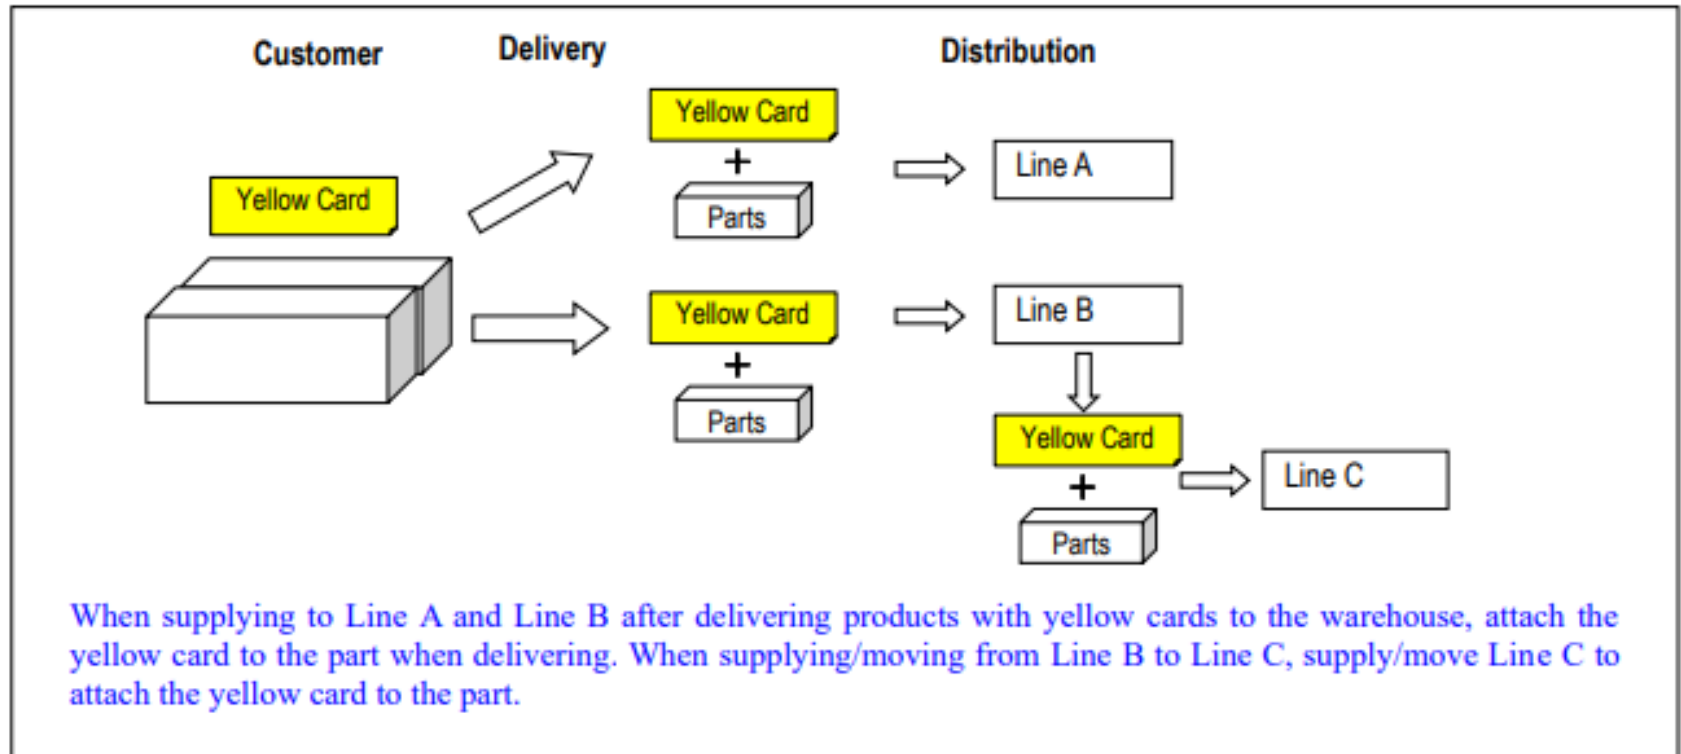 Customer
Delivery
Distribution
Yellow Card
Yellow Card
+
Parts
Line A
Yellow Card
+
Parts
Line B
Yellow Card
+
Parts
Line C
When supplying to Line A and Line B after delivering products with yellow cards to the warehouse, attach the
yellow card to the part when delivering. When supplying/moving from Line B to Line C, supply/move Line C to
attach the yellow card to the part.